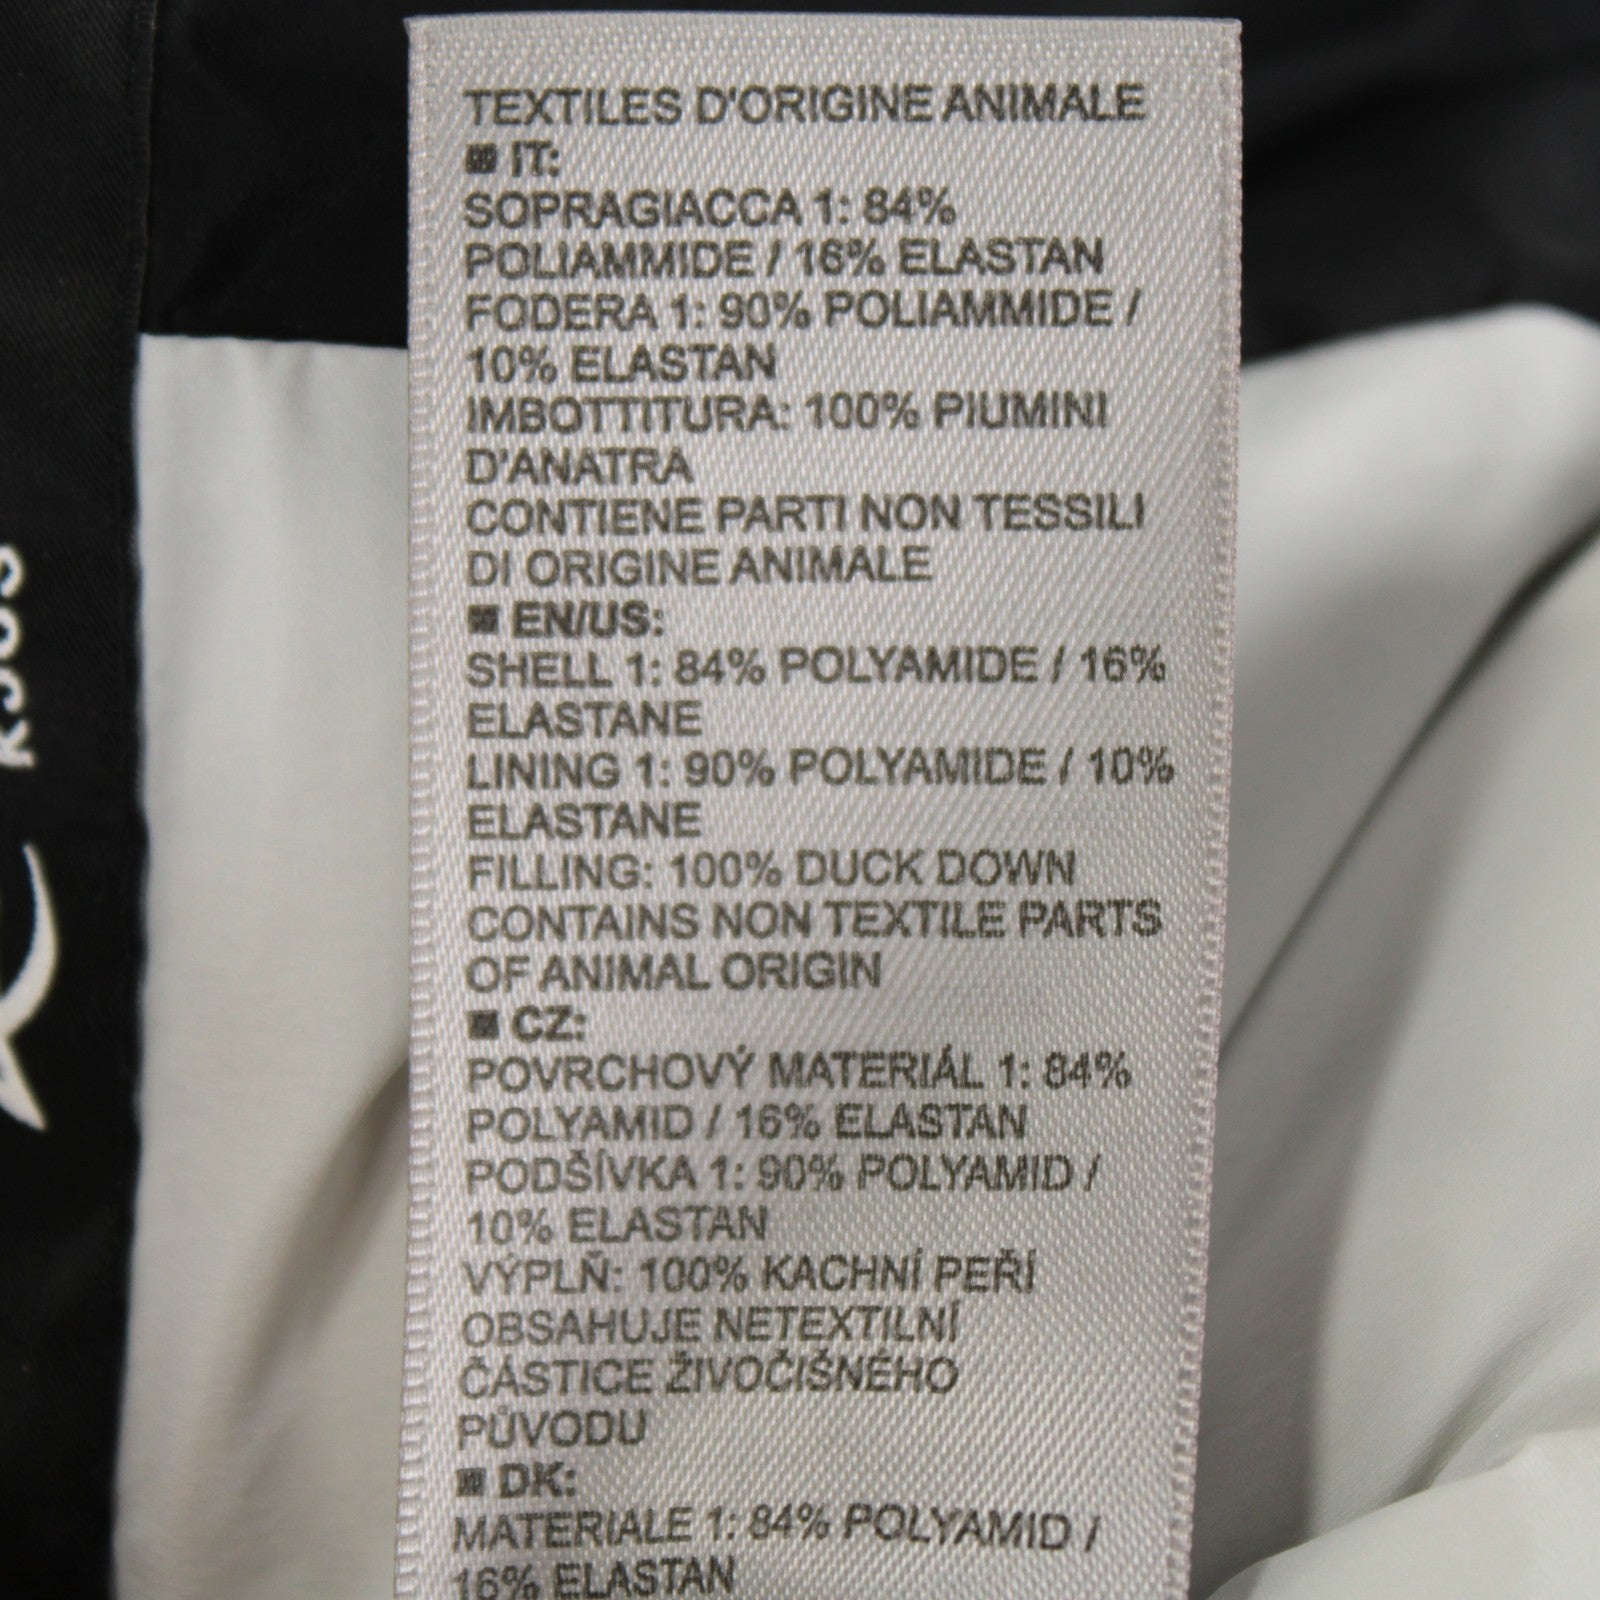 TEXTILES D'ORIGINE ANIMALE
■ IT:
SOPRAGIACCA 1: 84%
POLIAMMIDE / 16% ELASTAN
FODERA 1: 90% POLIAMMIDE /
10% ELASTAN
IMBOTTITURA: 100% PIUMINI
D'ANATRA
CONTIENE PARTI NON TESSILI
DI ORIGINE ANIMALE
■ EN/US:
SHELL 1: 84% POLYAMIDE / 16%
ELASTANE
LINING 1: 90% POLYAMIDE / 10%
ELASTANE
FILLING: 100% DUCK DOWN
CONTAINS NON TEXTILE PARTS
OF ANIMAL ORIGIN
■ CZ:
POVRCHOVÝ MATERIÁL 1: 84%
POLYAMID / 16% ELASTAN
PODŠÍVKA 1: 90% POLYAMID /
10% ELASTAN
VÝPLŇ: 100% KACHNÍ PEŘÍ
OBSAHUJE NETEXTILNÍ
ČÁSTICE ŽIVOČIŠNÉHO
PŮVODU
■ DK:
MATERIALE 1: 84% POLYAMID /
16% ELASTAN
KJUS